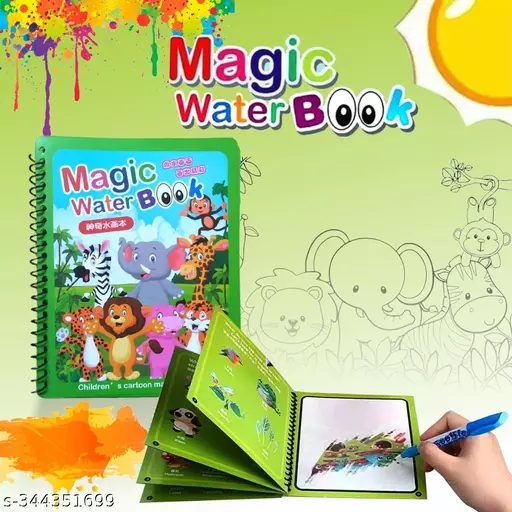 Magic
Water Book
Magic
Water Book
神奇水画本
Children's cartoon ma
s-344351699